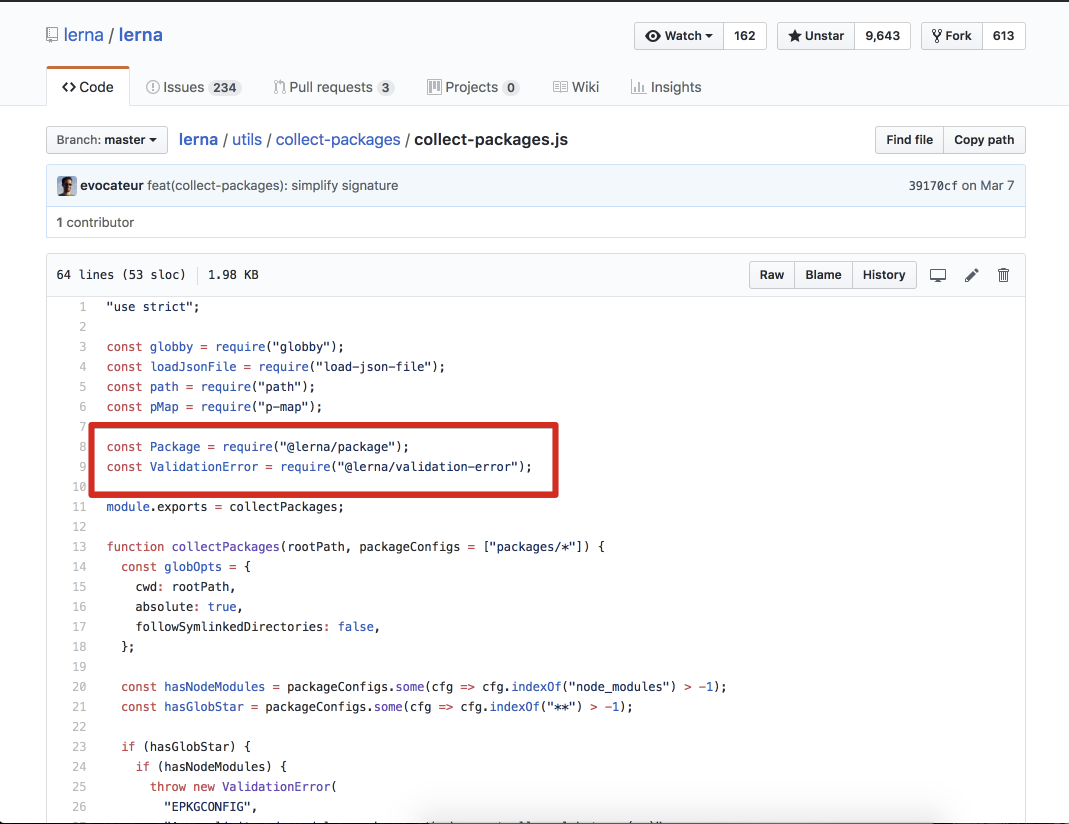 lerna / lerna
Watch 162 Unstar 9,643 Fork 613
Code Issues 234 Pull requests 3 Projects 0 Wiki Insights
Branch: master lerna / utils / collect-packages / collect-packages.js Find file Copy path
evocateur feat(collect-packages): simplify signature 39170cf on Mar 7
1 contributor
64 lines (53 sloc) 1.98 KB Raw Blame History
1 "use strict";
2
3 const globby = require("globby");
4 const loadJsonFile = require("load-json-file");
5 const path = require("path");
6 const pMap = require("p-map");
7
8 const Package = require("@lerna/package");
9 const ValidationError = require("@lerna/validation-error");
10
11 module.exports = collectPackages;
12
13 function collectPackages(rootPath, packageConfigs = ["packages/*"]) {
14 const globOpts = {
15 cwd: rootPath,
16 absolute: true,
17 followSymlinkedDirectories: false,
18 };
19
20 const hasNodeModules = packageConfigs.some(cfg => cfg.indexOf("node_modules") > -1);
21 const hasGlobStar = packageConfigs.some(cfg => cfg.indexOf("**") > -1);
22
23 if (hasGlobStar) {
24 if (hasNodeModules) {
25 throw new ValidationError(
26 "EPKGCONFIG",